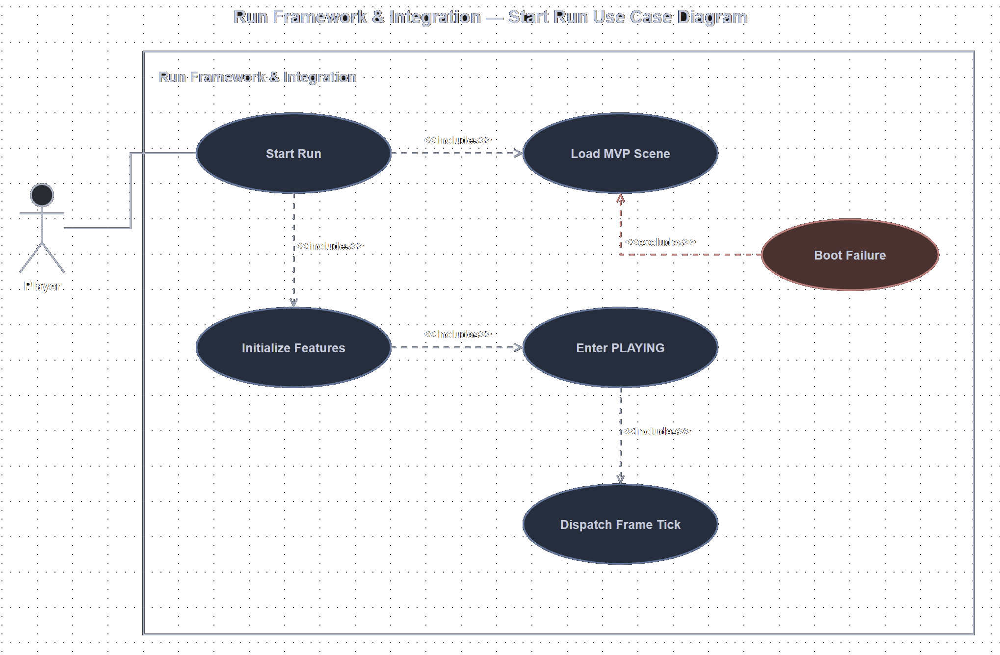 Run Framework & Integration — Start Run Use Case Diagram
Run Framework & Integration
Start Run
<<includes>>
Load MVP Scene
<<includes>>
<<excludes>>
Boot Failure
Player
Initialize Features
<<includes>>
Enter PLAYING
<<includes>>
Dispatch Frame Tick